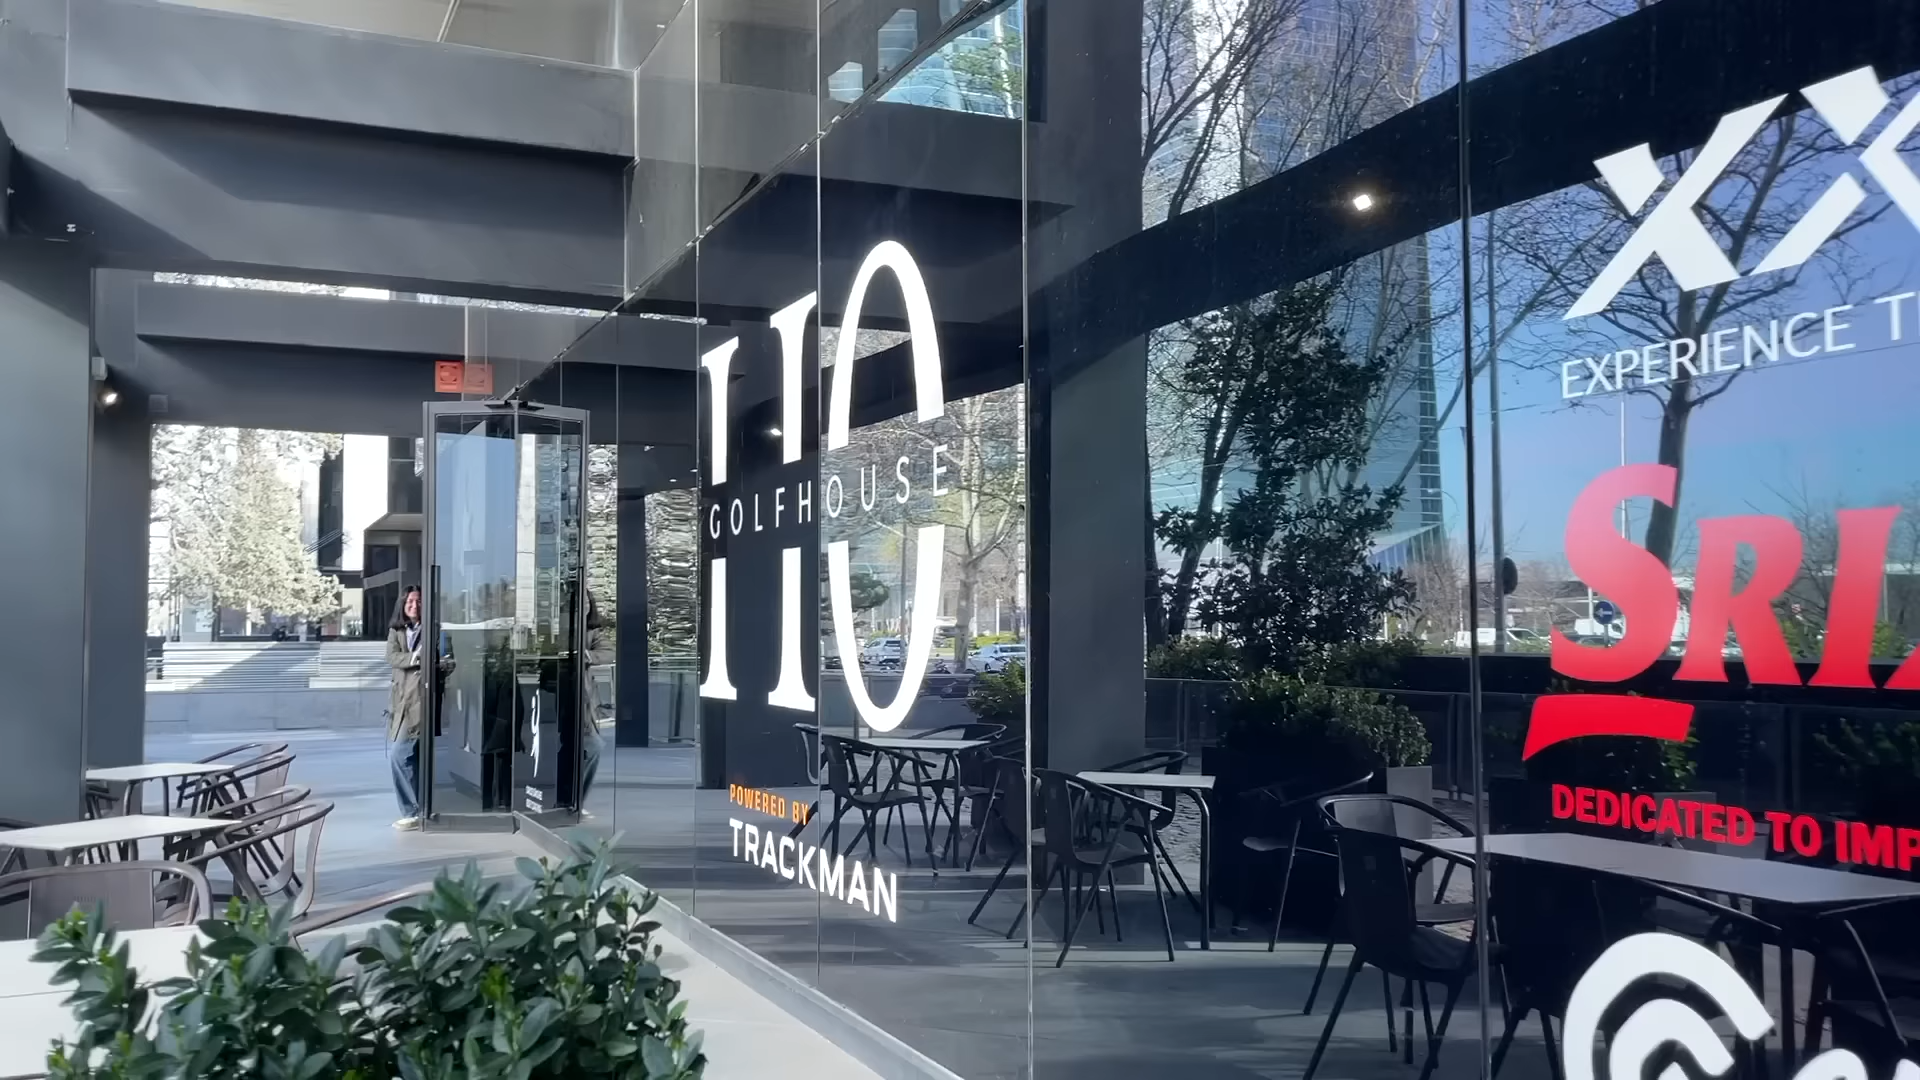 HO
GOLFHOUSE
POWERED BY
TRACKMAN
EXPERIENCE T
SRI
DEDICATED TO IMP